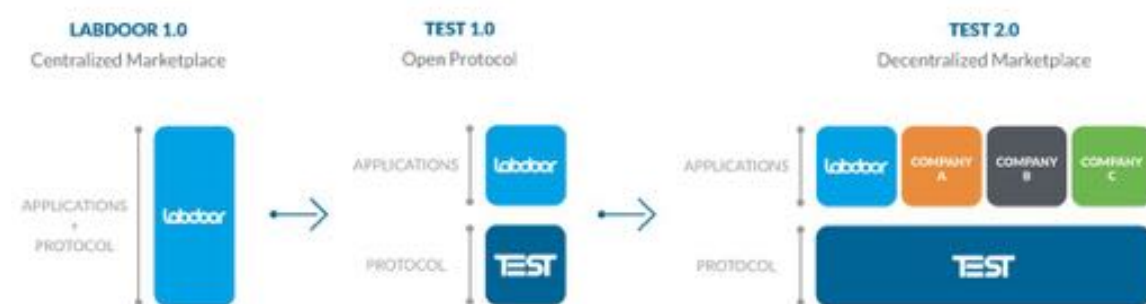 LABDOOR 1.0
Centralized Marketplace
APPLICATIONS
+
PROTOCOL
labdoor
TEST 1.0
Open Protocol
APPLICATIONS
labdoor
PROTOCOL
TEST
TEST 2.0
Decentralized Marketplace
APPLICATIONS
labdoor
COMPANY
A
COMPANY
B
COMPANY
C
PROTOCOL
TEST